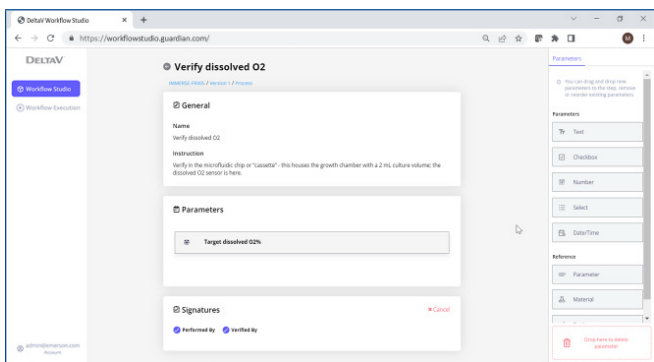 DeltaV Workflow Studio
https://workflowstudio.guardian.com/
M
DELTAV
Workflow Studio
Workflow Execution
admin@emerson.com
Account
Verify dissolved O2
/ Version 1 / Process
General
Name
Verify dissolved O2
Instruction
Verify in the microfluidic chip or "cassette" - this houses the growth chamber with a 2 mL culture volume; the
dissolved O2 sensor is here.
Parameters
Target dissolved O2%
Signatures
Cancel
Performed By
Verified By
Parameters
You can drag and drop new
parameters to the step, remove
or reorder existing parameters.
Parameters
Text
Checkbox
Number
Select
Date/Time
Reference
Parameter
Material
Drop here to delete
parameter